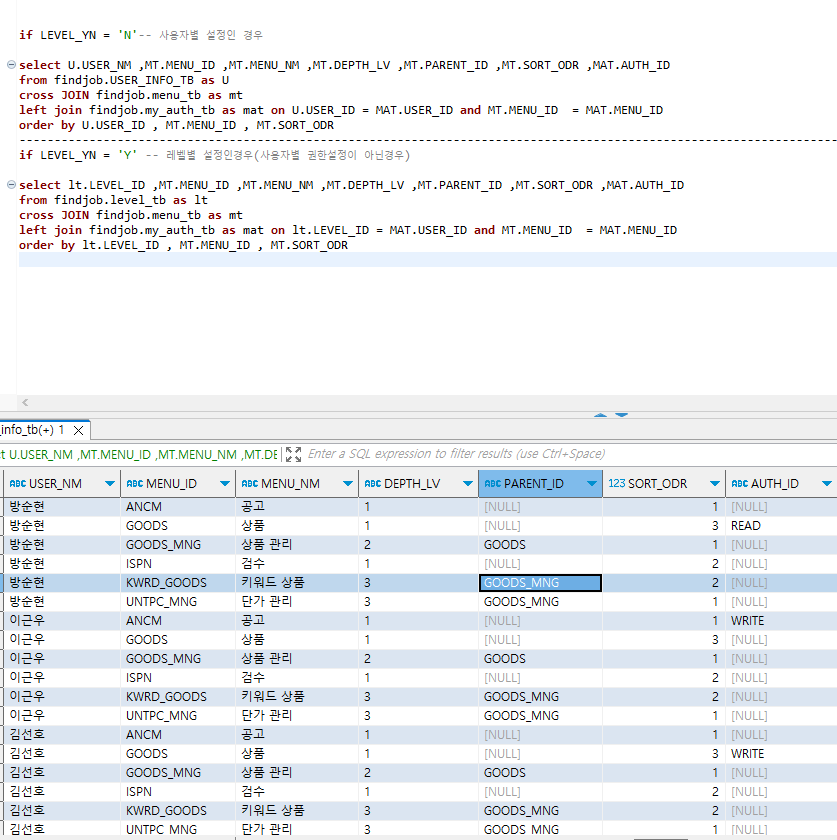 if LEVEL_YN = 'N'-- 사용자별 설정인 경우
select U.USER_NM ,MT.MENU_ID ,MT.MENU_NM ,MT.DEPTH_LV ,MT.PARENT_ID ,MT.SORT_ODR ,MAT.AUTH_ID
from findjob.USER_INFO_TB as U
cross JOIN findjob.menu_tb as mt
left join findjob.my_auth_tb as mat on U.USER_ID = MAT.USER_ID and MT.MENU_ID  = MAT.MENU_ID
order by U.USER_ID , MT.MENU_ID , MT.SORT_ODR
if LEVEL_YN = 'Y' -- 레벨별 설정인경우(사용자별 권한설정이 아닌경우)
select lt.LEVEL_ID ,MT.MENU_ID ,MT.MENU_NM ,MT.DEPTH_LV ,MT.PARENT_ID ,MT.SORT_ODR ,MAT.AUTH_ID
from findjob.level_tb as lt
cross JOIN findjob.menu_tb as mt
left join findjob.my_auth_tb as mat on lt.LEVEL_ID = MAT.USER_ID and MT.MENU_ID  = MAT.MENU_ID
order by lt.LEVEL_ID , MT.MENU_ID , MT.SORT_ODR
_info_tb(+) 1
t U.USER_NM ,MT.MENU_ID ,MT.MENU_NM ,MT.DE Enter a SQL expression to filter results (use Ctrl+Space)
ABC USER_NM ABC MENU_ID ABC MENU_NM ABC DEPTH_LV ABC PARENT_ID 123 SORT_ODR ABC AUTH_ID
방순현 ANCM 공고 1 [NULL] 1 [NULL]
방순현 GOODS 상품 1 [NULL] 3 READ
방순현 GOODS_MNG 상품 관리 2 GOODS 1 [NULL]
방순현 ISPN 검수 1 [NULL] 2 [NULL]
방순현 KWRD_GOODS 키워드 상품 3 GOODS_MNG 2 [NULL]
방순현 UNTPC_MNG 단가 관리 3 GOODS_MNG 1 [NULL]
이근우 ANCM 공고 1 [NULL] 1 WRITE
이근우 GOODS 상품 1 [NULL] 3 [NULL]
이근우 GOODS_MNG 상품 관리 2 GOODS 1 [NULL]
이근우 ISPN 검수 1 [NULL] 2 [NULL]
이근우 KWRD_GOODS 키워드 상품 3 GOODS_MNG 2 [NULL]
이근우 UNTPC_MNG 단가 관리 3 GOODS_MNG 1 [NULL]
김선호 ANCM 공고 1 [NULL] 1 [NULL]
김선호 GOODS 상품 1 [NULL] 3 WRITE
김선호 GOODS_MNG 상품 관리 2 GOODS 1 [NULL]
김선호 ISPN 검수 1 [NULL] 2 [NULL]
김선호 KWRD_GOODS 키워드 상품 3 GOODS_MNG 2 [NULL]
김선호 UNTPC_MNG 단가 관리 3 GOODS_MNG 1 [NULL]